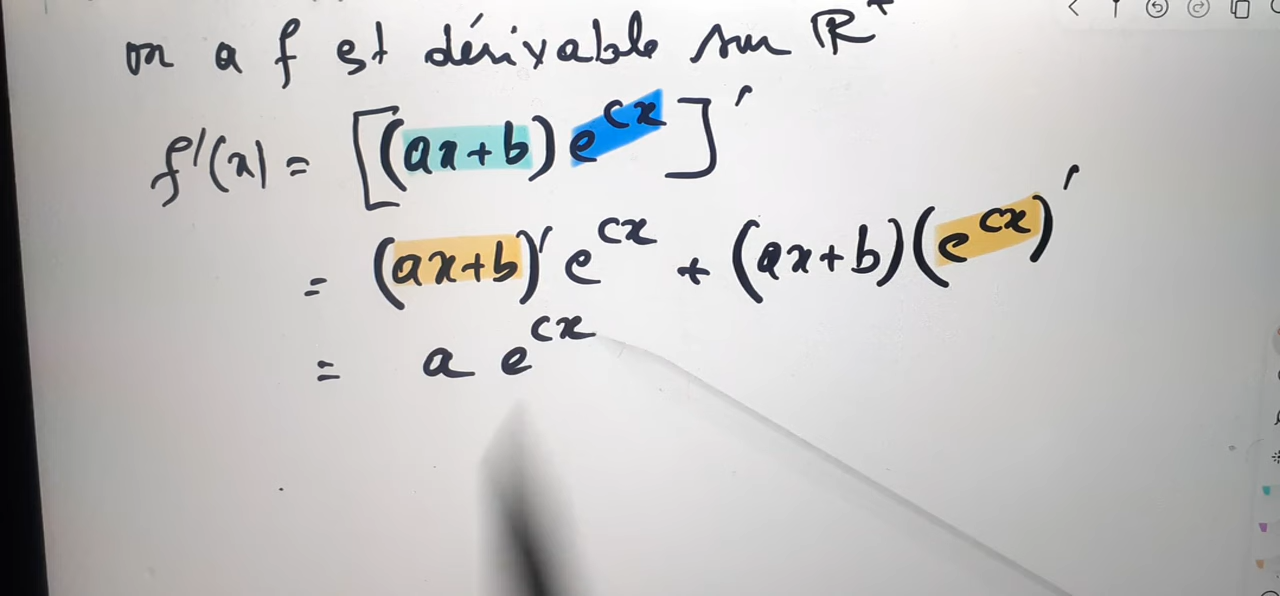 on a f est dérivable sur ℝ⁺
f'(x) = [(ax+b) e^{cx}]'
= (ax+b)' e^{cx} + (ax+b)(e^{cx})'
= a e^{cx}